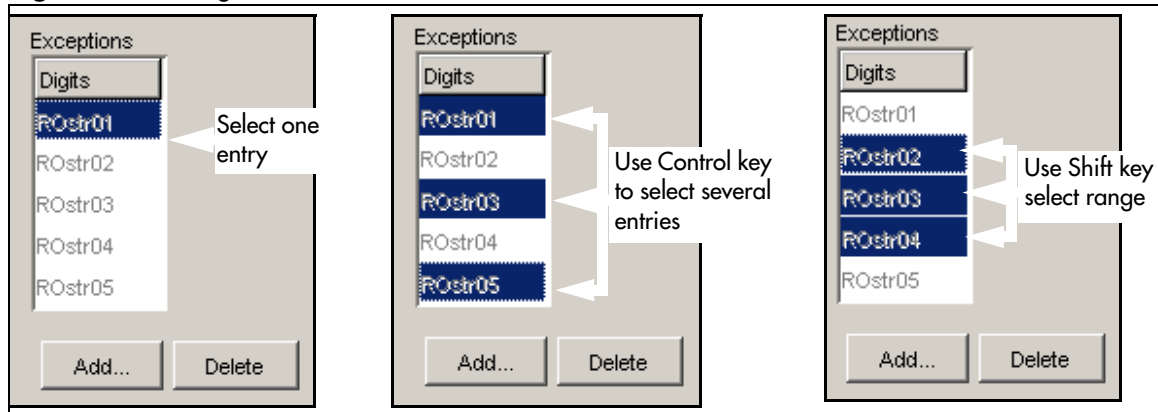 Exceptions
Digits
ROstr01
ROstr02
ROstr03
ROstr04
ROstr05
Select one
entry
Add...
Delete
Exceptions
Digits
ROstr01
ROstr02
ROstr03
ROstr04
ROstr05
Use Control key
to select several
entries
Add...
Delete
Exceptions
Digits
ROstr01
ROstr02
ROstr03
ROstr04
ROstr05
Use Shift key
select range
Add...
Delete